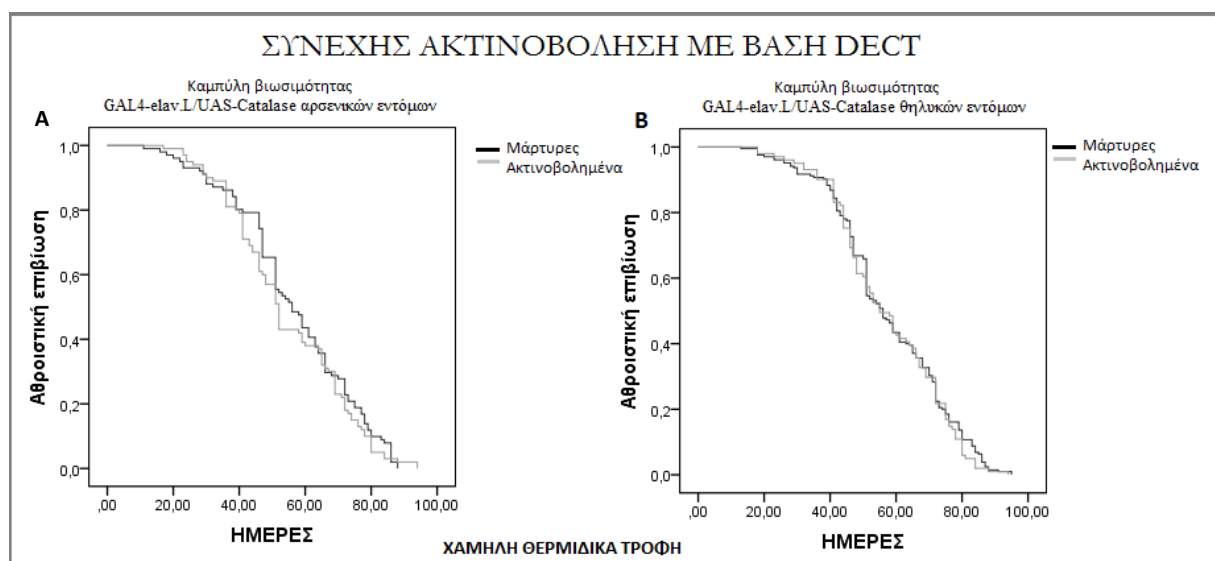 ΣΥΝΕΧΗΣ ΑΚΤΙΝΟΒΟΛΗΣΗ ΜΕ ΒΑΣΗ DECT
Καμπύλη βιωσιμότητας
GAL4-elav.L/UAS-Catalase αρσενικών εντόμων
A
Μάρτυρες
Ακτινοβολημένα
1,0
0,8
0,6
0,4
0,2
0,0
Αθροιστική επιβίωση
,00 20,00 40,00 60,00 80,00 100,00
ΗΜΕΡΕΣ
Καμπύλη βιωσιμότητας
GAL4-elav.L/UAS-Catalase θηλυκών εντόμων
B
Μάρτυρες
Ακτινοβολημένα
1,0
0,8
0,6
0,4
0,2
0,0
Αθροιστική επιβίωση
,00 20,00 40,00 60,00 80,00 100,00
ΗΜΕΡΕΣ
ΧΑΜΗΛΗ ΘΕΡΜΙΔΙΚΑ ΤΡΟΦΗ